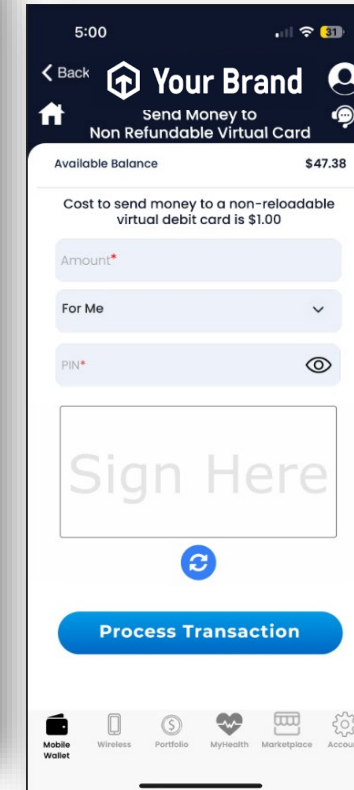 5:00
31
Back
Your Brand
Send Money to
Non Refundable Virtual Card
Available Balance $47.38
Cost to send money to a non-reloadable
virtual debit card is $1.00
Amount*
For Me
PIN*
Sign Here
Process Transaction
Mobile
Wallet
Wireless
Portfolio
MyHealth
Marketplace
Accou